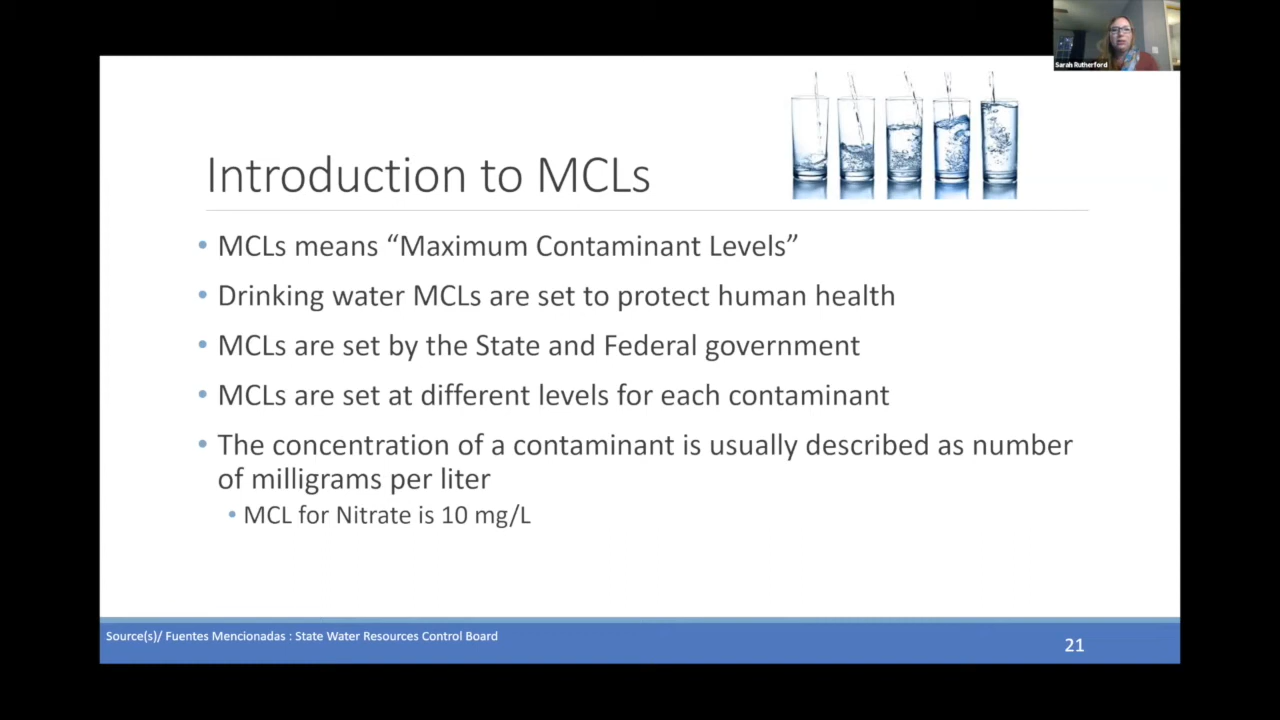 Sarah Rutherford
Introduction to MCLs
• MCLs means “Maximum Contaminant Levels”
• Drinking water MCLs are set to protect human health
• MCLs are set by the State and Federal government
• MCLs are set at different levels for each contaminant
• The concentration of a contaminant is usually described as number
of milligrams per liter
• MCL for Nitrate is 10 mg/L
Source(s)/ Fuentes Mencionadas : State Water Resources Control Board
21